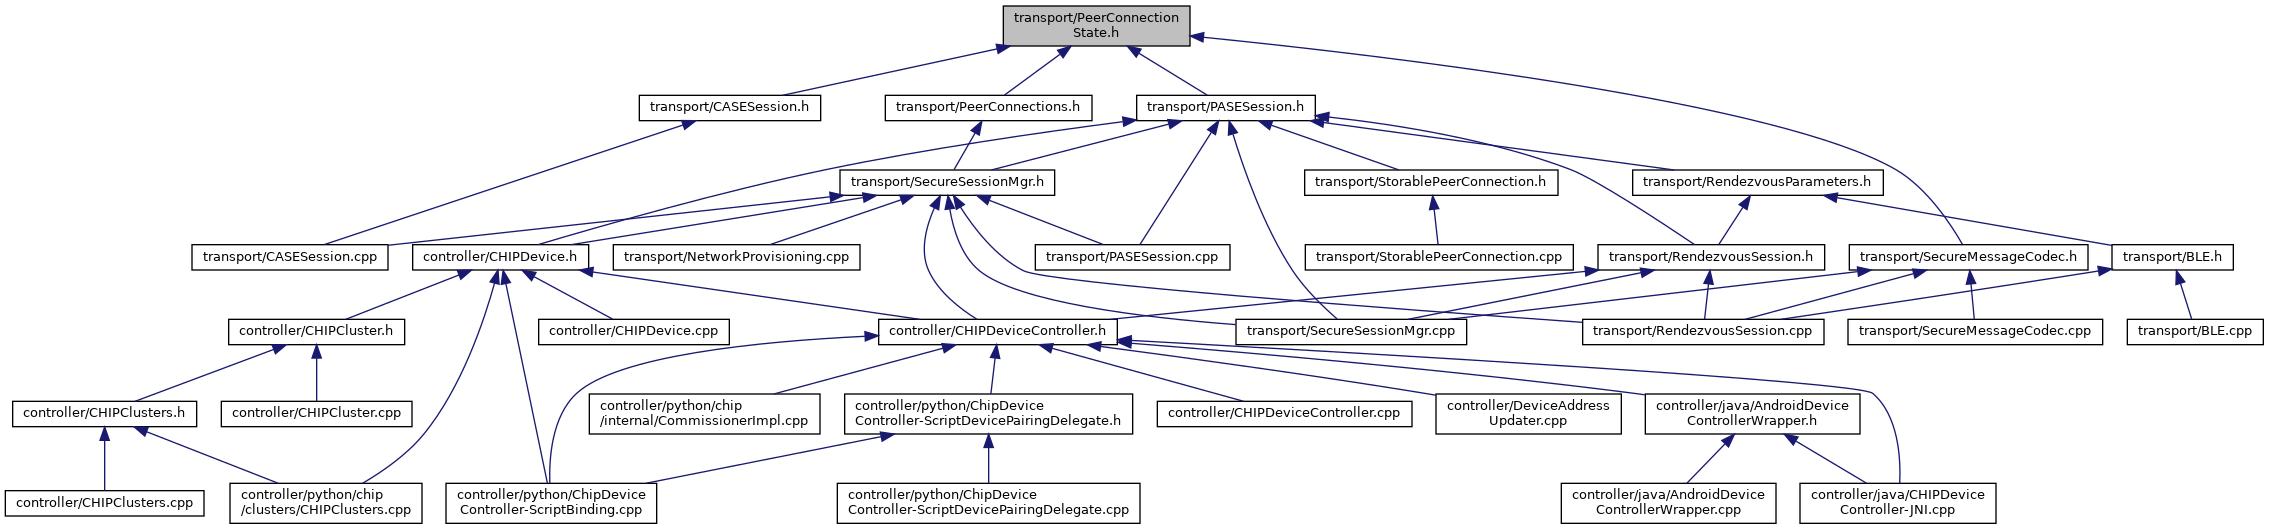 transport/PeerConnection
State.h
transport/CASESession.h
transport/PeerConnections.h
transport/PASESession.h
transport/SecureSessionMgr.h
transport/StorablePeerConnection.h
transport/RendezvousParameters.h
transport/CASESession.cpp
controller/CHIPDevice.h
transport/NetworkProvisioning.cpp
transport/PASESession.cpp
transport/StorablePeerConnection.cpp
transport/RendezvousSession.h
transport/SecureMessageCodec.h
transport/BLE.h
controller/CHIPCluster.h
controller/CHIPDevice.cpp
controller/CHIPDeviceController.h
transport/SecureSessionMgr.cpp
transport/RendezvousSession.cpp
transport/SecureMessageCodec.cpp
transport/BLE.cpp
controller/CHIPClusters.h
controller/CHIPCluster.cpp
controller/python/chip
/internal/CommissionerImpl.cpp
controller/python/ChipDevice
Controller-ScriptDevicePairingDelegate.h
controller/CHIPDeviceController.cpp
controller/DeviceAddress
Updater.cpp
controller/java/AndroidDevice
ControllerWrapper.h
controller/CHIPClusters.cpp
controller/python/chip
/clusters/CHIPClusters.cpp
controller/python/ChipDevice
Controller-ScriptBinding.cpp
controller/python/ChipDevice
Controller-ScriptDevicePairingDelegate.cpp
controller/java/AndroidDevice
ControllerWrapper.cpp
controller/java/CHIPDevice
Controller-JNI.cpp